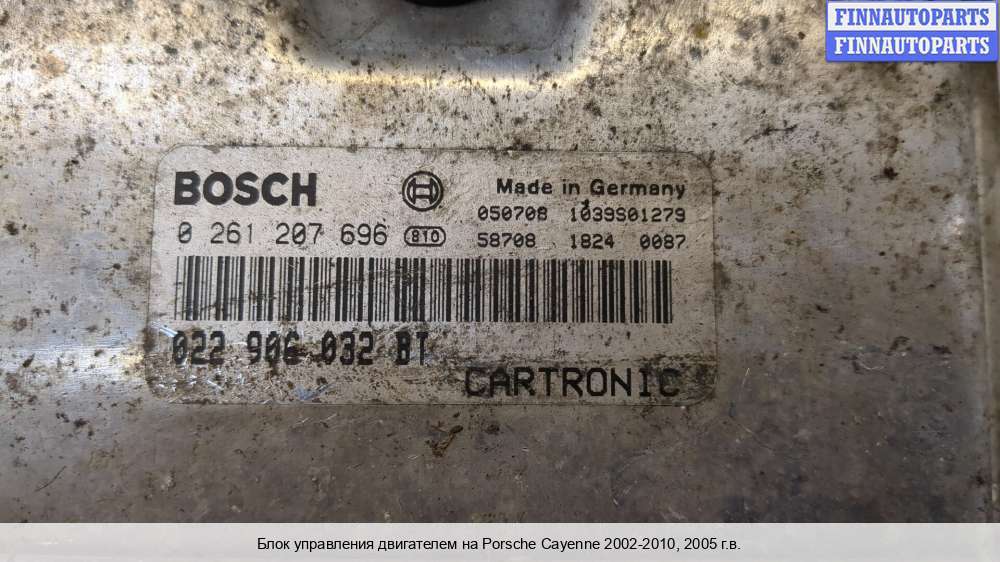 FINNAUTOPARTS
FINNAUTOPARTS
BOSCH
Made in Germany
050708 1039S01279
0 261 207 696 810
58708 1824 0087
022 906 032 BT
CARTRONIC
Блок управления двигателем на Porsche Cayenne 2002-2010, 2005 г.в.